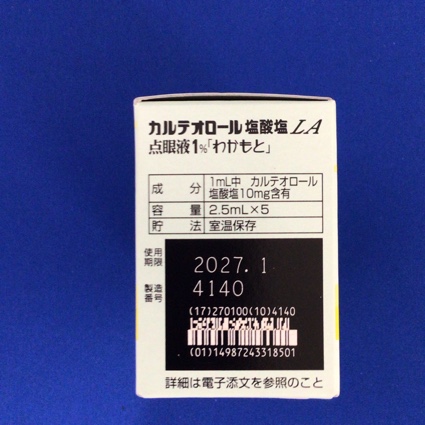 カルテオロール塩酸塩LA
点眼液1%「わかもと」
成分 1mL中 カルテオロール
塩酸塩10mg含有
容量 2.5mL×5
貯法 室温保存
使用
期限 2027. 1
製造
番号 4140
(17)270100(10)4140
(01)14987243318501
詳細は電子添文を参照のこと